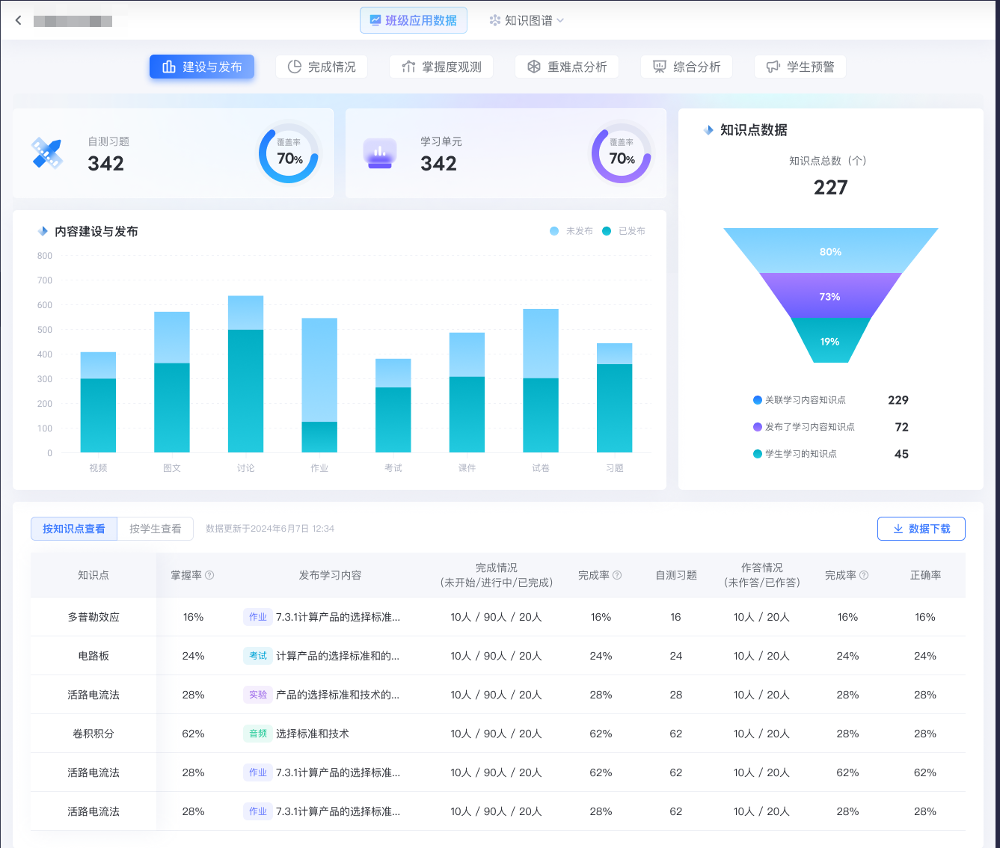 班级应用数据
知识图谱
建设与发布
完成情况
掌握度观测
重难点分析
综合分析
学生预警
自测习题
342
覆盖率
70%
学习单元
342
覆盖率
70%
知识点数据
知识点总数（个）
227
80%
73%
19%
关联学习内容知识点 229
发布了学习内容知识点 72
学生学习的知识点 45
内容建设与发布
未发布
已发布
800
700
600
500
400
300
200
100
0
视频 图文 讨论 作业 考试 课件 试卷 习题
按知识点查看
按学生查看
数据更新于2024年6月7日 12:34
数据下载
知识点 掌握率 发布学习内容 完成情况 (未开始/进行中/已完成) 完成率 自测习题 作答情况 (未作答/已作答) 完成率 正确率
多普勒效应 16% 作业 7.3.1计算产品的选择标准... 10人 / 90人 / 20人 16% 16 10人 / 20人 16% 16%
电路板 24% 考试 计算产品的选择标准和的... 10人 / 90人 / 20人 24% 24 10人 / 20人 24% 24%
活路电流法 28% 实验 产品的选择标准和技术的... 10人 / 90人 / 20人 28% 28 10人 / 20人 28% 28%
卷积积分 62% 音频 选择标准和技术 10人 / 90人 / 20人 62% 62 10人 / 20人 28% 28%
活路电流法 28% 作业 7.3.1计算产品的选择标准... 10人 / 90人 / 20人 62% 62 10人 / 20人 62% 62%
活路电流法 28% 作业 7.3.1计算产品的选择标准... 10人 / 90人 / 20人 28% 62 10人 / 20人 28% 28%